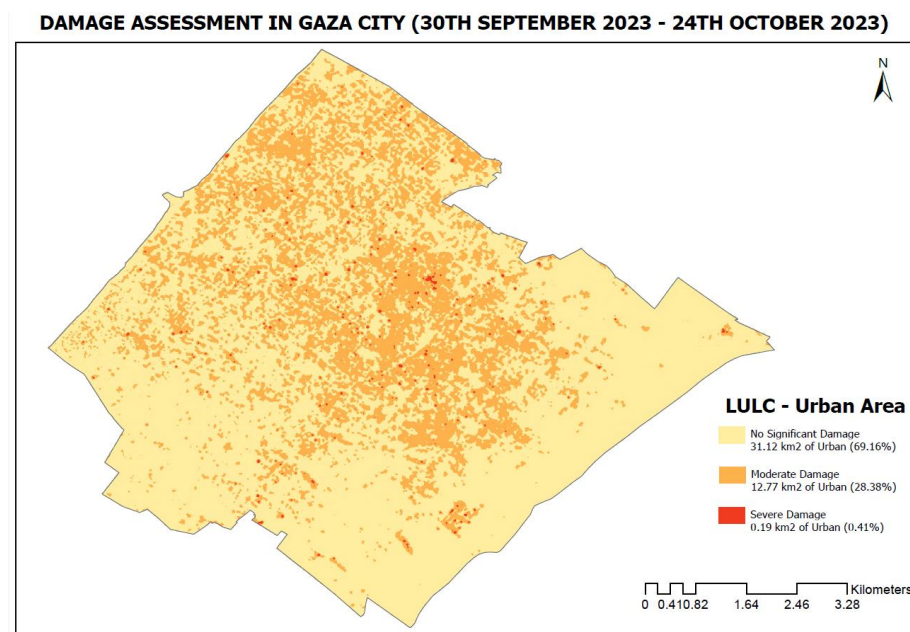 DAMAGE ASSESSMENT IN GAZA CITY (30TH SEPTEMBER 2023 - 24TH OCTOBER 2023)
N
LULC - Urban Area
No Significant Damage
31.12 km2 of Urban (69.16%)
Moderate Damage
12.77 km2 of Urban (28.38%)
Severe Damage
0.19 km2 of Urban (0.41%)
Kilometers
0 0.41 0.82 1.64 2.46 3.28